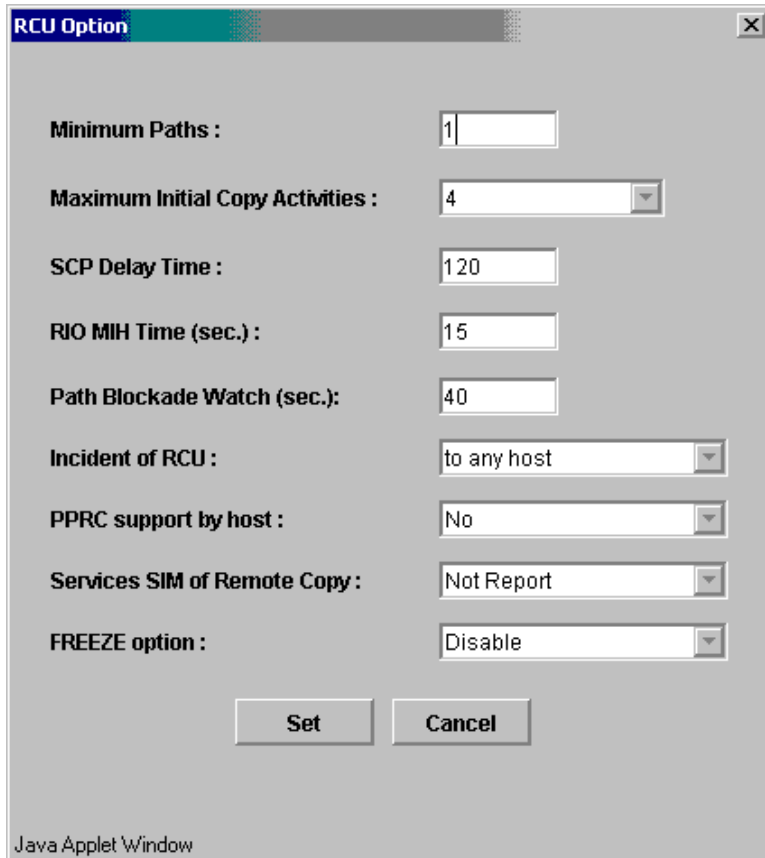 RCU Option
Minimum Paths : 1
Maximum Initial Copy Activities : 4
SCP Delay Time : 120
RIO MIH Time (sec.) : 15
Path Blockade Watch (sec.): 40
Incident of RCU : to any host
PPRC support by host : No
Services SIM of Remote Copy : Not Report
FREEZE option : Disable
Set Cancel
Java Applet Window